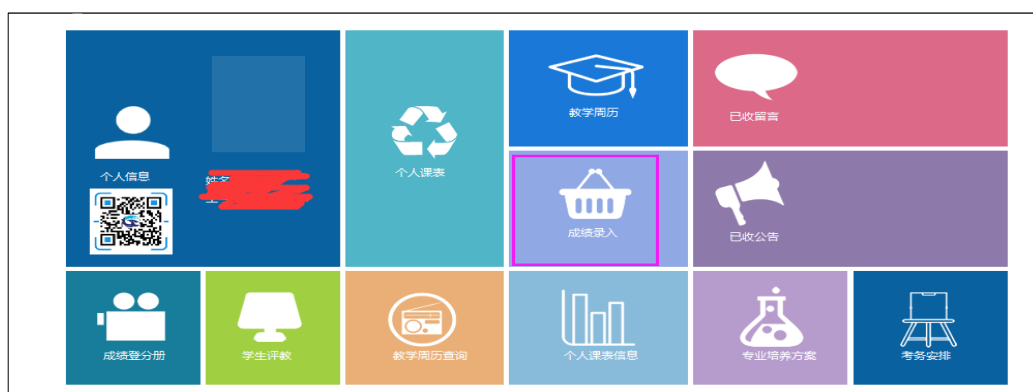 教学周历
已收留言
个人信息
姓名
个人课表
成绩录入
已收公告
成绩登分册
学生评教
教学周历查询
个人课表信息
专业培养方案
考务安排